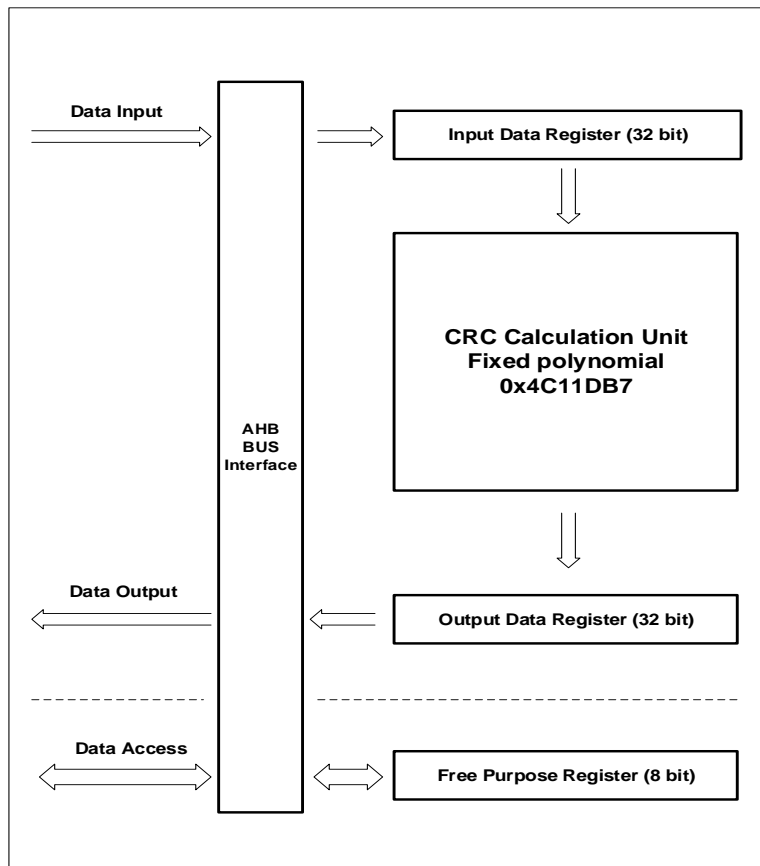 Data Input
Input Data Register (32 bit)
CRC Calculation Unit
Fixed polynomial
0x4C11DB7
AHB
BUS
Interface
Data Output
Output Data Register (32 bit)
Data Access
Free Purpose Register (8 bit)